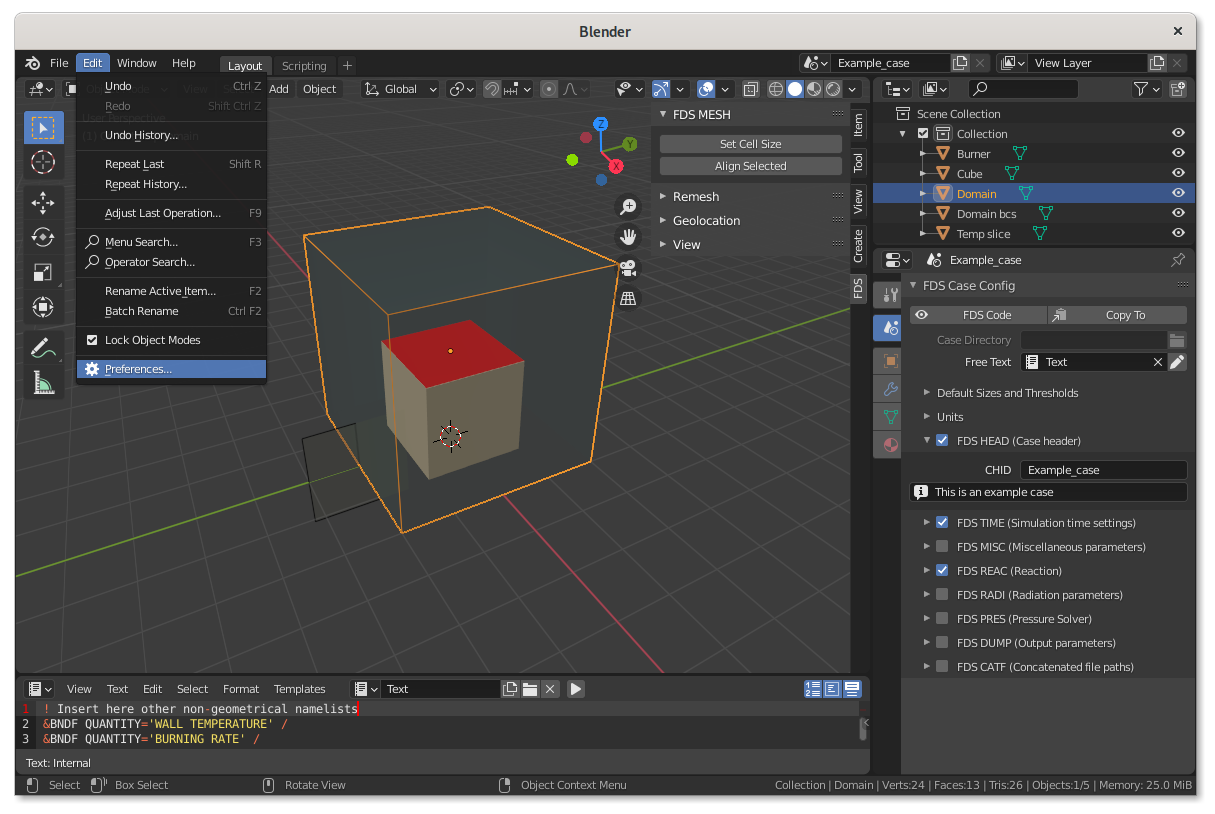 Blender
File Edit Window Help Layout Scripting + Example_case View Layer
Undo Ctrl Z
Redo Shift Ctrl Z
Undo History...
Repeat Last Shift R
Repeat History...
Adjust Last Operation... F9
Menu Search... F3
Operator Search...
Rename Active Item... F2
Batch Rename Ctrl F2
Lock Object Modes
Preferences...
Add Object Global
Z
Y
X
FDS MESH
Set Cell Size
Align Selected
Remesh
Geolocation
View
Item
Tool
View
Create
FDS
Scene Collection
Collection
Burner
Cube
Domain
Domain bcs
Temp slice
Example_case
FDS Case Config
FDS Code Copy To
Case Directory
Free Text Text
Default Sizes and Thresholds
Units
FDS HEAD (Case header)
CHID Example_case
This is an example case
FDS TIME (Simulation time settings)
FDS MISC (Miscellaneous parameters)
FDS REAC (Reaction)
FDS RADI (Radiation parameters)
FDS PRES (Pressure Solver)
FDS DUMP (Output parameters)
FDS CATF (Concatenated file paths)
View Text Edit Select Format Templates Text
1 ! Insert here other non-geometrical namelists
2 &BNDF QUANTITY='WALL TEMPERATURE' /
3 &BNDF QUANTITY='BURNING RATE' /
Text: Internal
Select Box Select Rotate View Object Context Menu Collection | Domain | Verts:24 | Faces:13 | Tris:26 | Objects:1/5 | Memory: 25.0 MiB